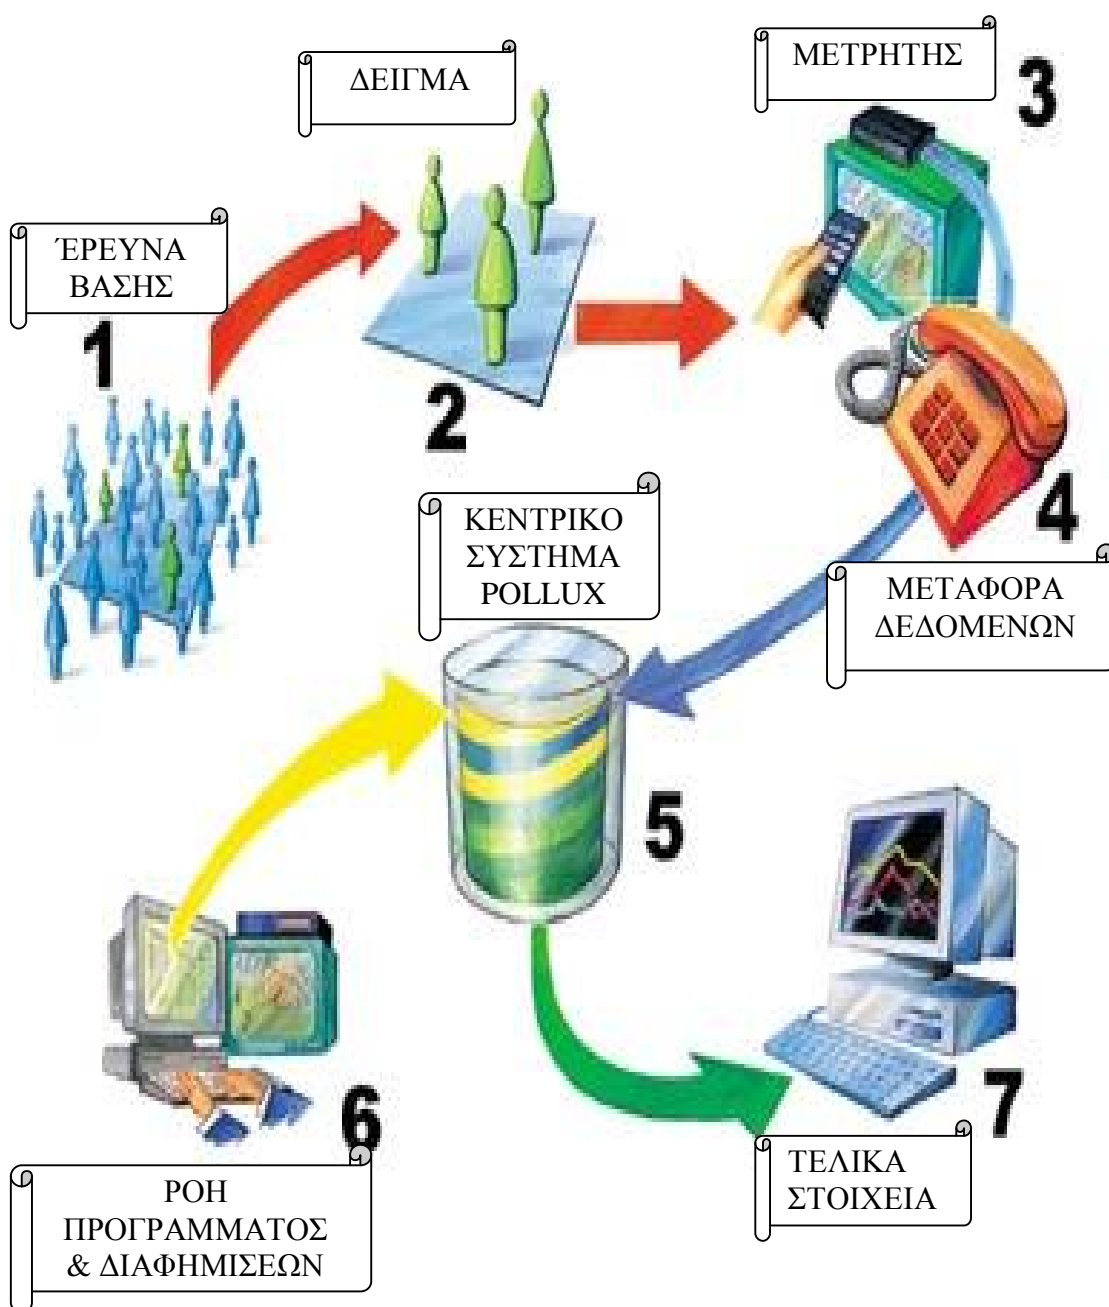 ΈΡΕΥΝΑ
ΒΑΣΗΣ
1
ΔΕΙΓΜΑ
2
ΜΕΤΡΗΤΗΣ
3
4
ΜΕΤΑΦΟΡΑ
ΔΕΔΟΜΕΝΩΝ
ΚΕΝΤΡΙΚΟ
ΣΥΣΤΗΜΑ
POLLUX
5
6
ΡΟΗ
ΠΡΟΓΡΑΜΜΑΤΟΣ
& ΔΙΑΦΗΜΙΣΕΩΝ
7
ΤΕΛΙΚΑ
ΣΤΟΙΧΕΙΑ